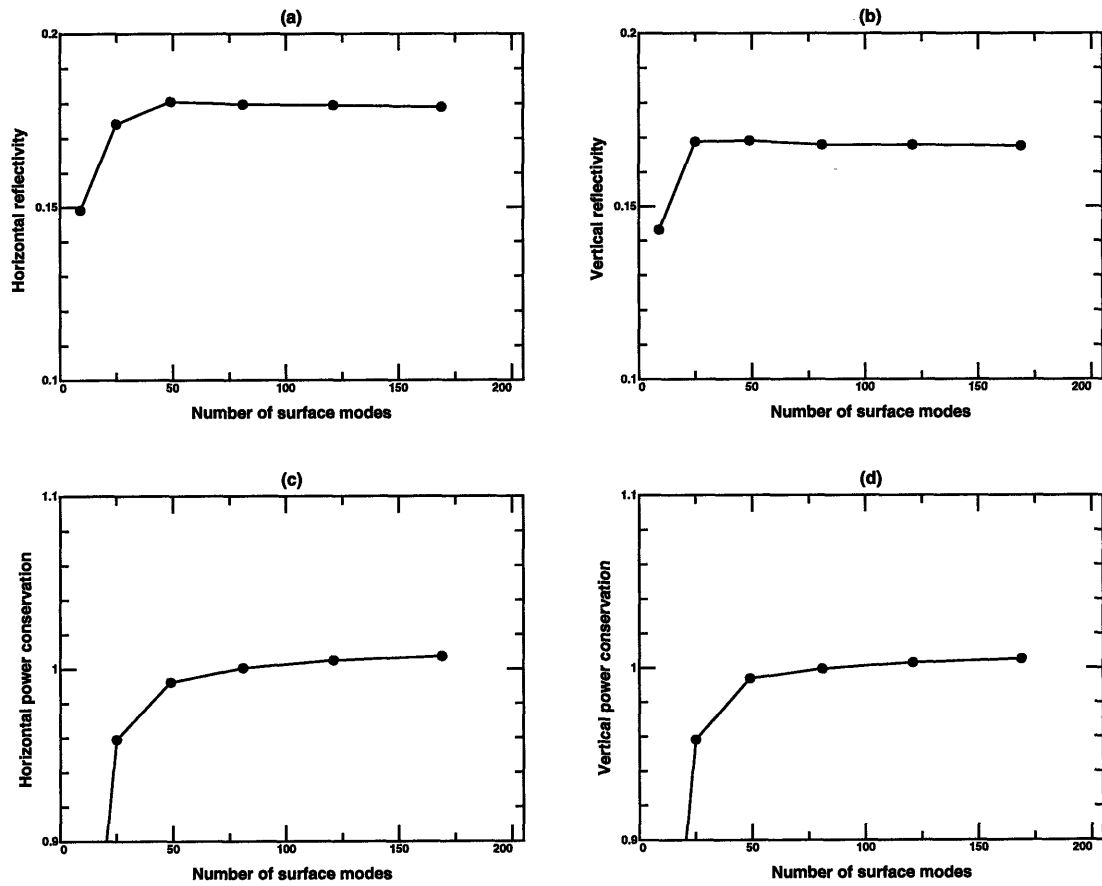 (a)
0.2
0.15
0.1
Horizontal reflectivity
0 50 100 150 200
Number of surface modes
(b)
0.2
0.15
0.1
Vertical reflectivity
0 50 100 150 200
Number of surface modes
(c)
1.1
1
0.9
Horizontal power conservation
0 50 100 150 200
Number of surface modes
(d)
1.1
1
0.9
Vertical power conservation
0 50 100 150 200
Number of surface modes